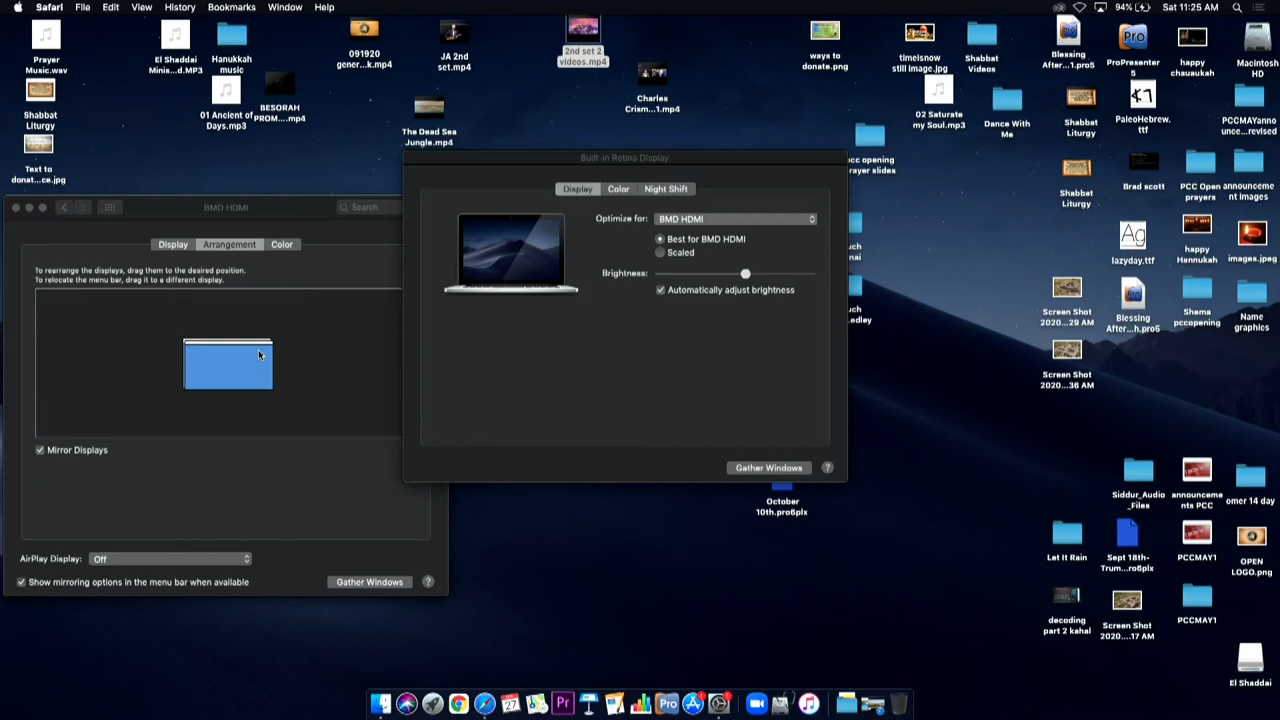 Safari File Edit View History Bookmarks Window Help
94% Sat 11:25 AM
Prayer
Music.wav
El Shaddai
Minis...d.MP3
Hanukkah
music
091920
gener...k.mp4
JA 2nd
set.mp4
2nd set 2
videos.mp4
ways to
donate.png
timeisnow
still image.jpg
Shabbat
Videos
Blessing
After...1.pro5
ProPresenter
5
happy
chauaukah
Macintosh
HD
Shabbat
Liturgy
01 Ancient of
Days.mp3
BESORAH
PROM....mp4
The Dead Sea
Jungle.mp4
Charles
Crism...1.mp4
02 Saturate
my Soul.mp3
Dance With
Me
Shabbat
Liturgy
PaleoHebrew.
ttf
PCCMAYanno
unce...revised
Text to
donat...ce.jpg
pcc opening
prayer slides
Shabbat
Liturgy
Brad scott
PCC Open
prayers
announcement
images
BMD HDMI
Search
Display Arrangement Color
To rearrange the displays, drag them to the desired position.
To relocate the menu bar, drag it to a different display.
Mirror Displays
AirPlay Display: Off
Show mirroring options in the menu bar when available
Gather Windows ?
Built-in Retina Display
Display Color Night Shift
Optimize for: BMD HDMI
Best for BMD HDMI
Scaled
Brightness:
Automatically adjust brightness
Gather Windows ?
Ag
lazyday.ttf
happy
Hannukah
images.jpeg
Screen Shot
2020...29 AM
Blessing
After...h.pro5
Shema
pccopening
Name
graphics
Screen Shot
2020...36 AM
October
10th.pro6plx
Siddur_Audio
_Files
announceme
nts PCC
omer 14 day
Let It Rain
Sept 18th-
Trum...ro6plx
PCCMAY1
OPEN
LOGO.png
decoding
part 2 kahal
Screen Shot
2020....17 AM
PCCMAY1
El Shaddai